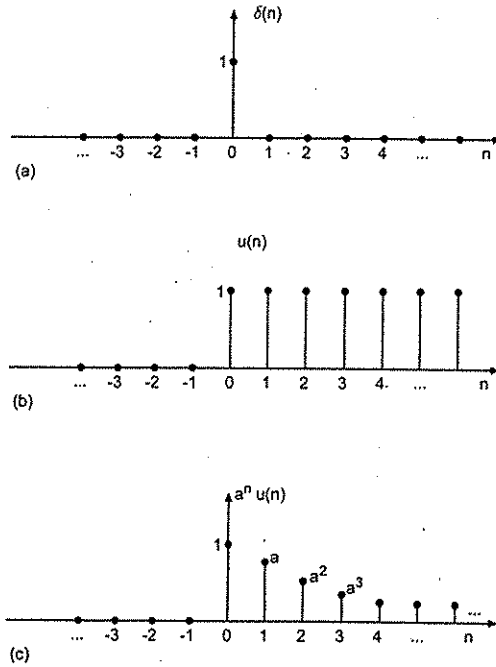 δ(n)
1
... -3 -2 -1 0 1 2 3 4 ... n
(a)
u(n)
1
... -3 -2 -1 0 1 2 3 4 ...
(b)
aⁿ u(n)
1
a
a²
a³
...
... -3 -2 -1 0 1 2 3 4 ... n
(c)